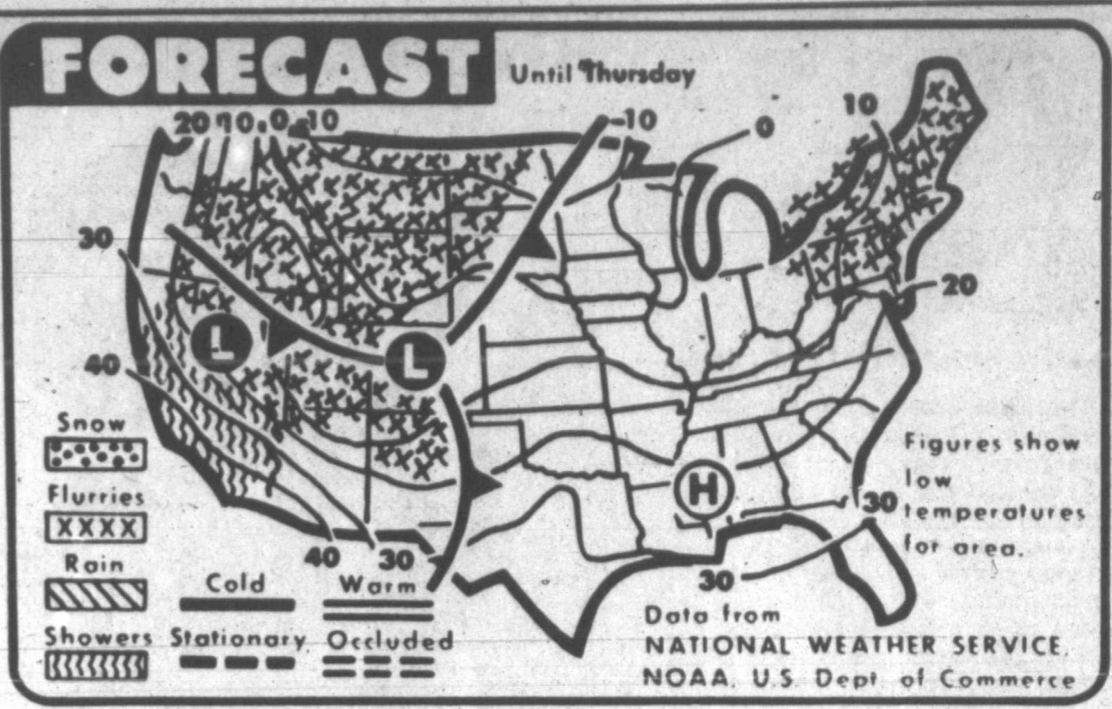 FORECAST Until Thursday
20 10 0 -10 -10 0 10
30
20
40
L L
H
30
40 30
30
Snow
Flurries
XXXX
Rain
Showers
Cold Warm
Stationary Occluded
Figures show
low
temperatures
for area.
Data from
NATIONAL WEATHER SERVICE,
NOAA, U.S. Dept. of Commerce